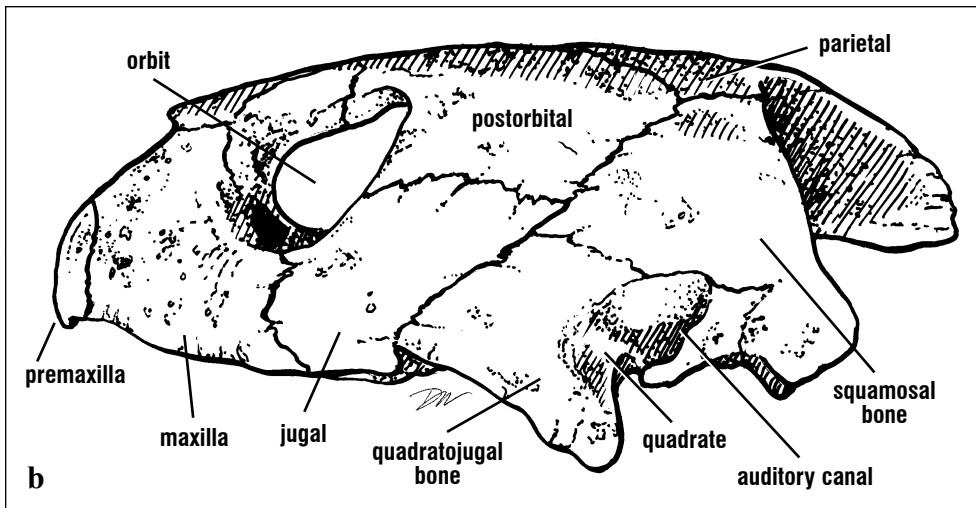 parietal
orbit
postorbital
premaxilla
maxilla
jugal
quadratojugal
bone
quadrate
squamosal
bone
auditory canal
b